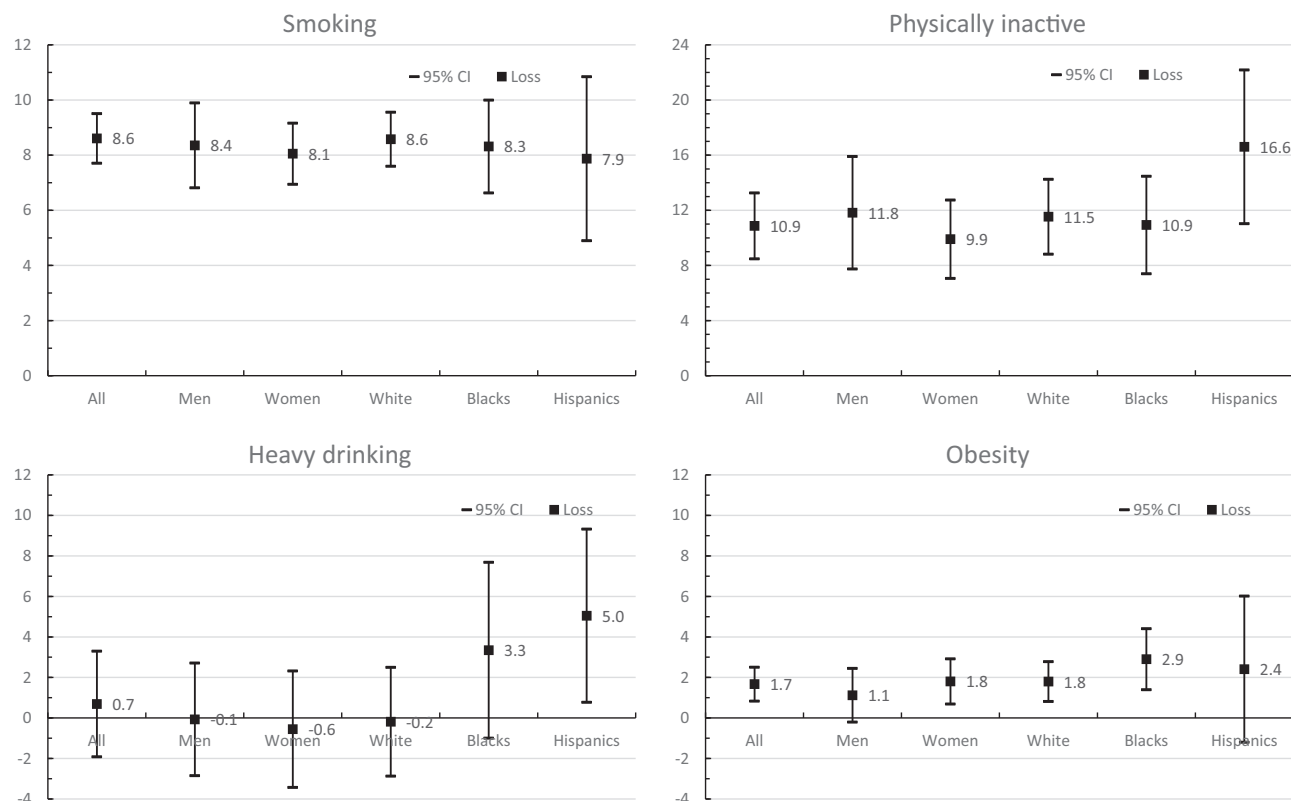 Smoking
12
95% CI Loss
10
8.6 8.4 8.1 8.6 8.3 7.9
8
6
4
2
0
All Men Women White Blacks Hispanics
Physically inactive
24
95% CI Loss
20
16.6
16
10.9 11.8 9.9 11.5 10.9
12
8
4
0
All Men Women White Blacks Hispanics
Heavy drinking
12
95% CI Loss
10
8
6
5.0
4
3.3
2
0.7 -0.1 -0.6 -0.2
0
All Men Women White Blacks Hispanics
-2
-4
Obesity
12
95% CI Loss
10
8
6
4
1.7 1.1 1.8 1.8 2.9 2.4
2
0
All Men Women White Blacks Hispanics
-2
-4